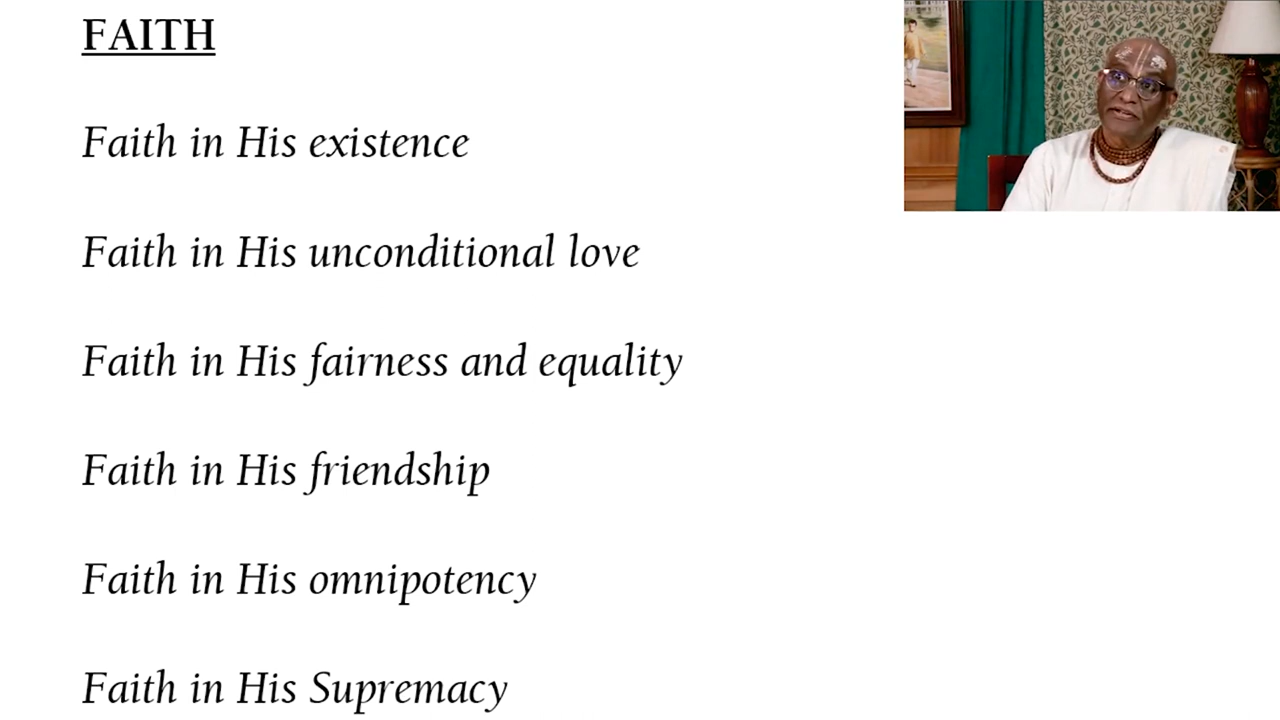 FAITH
Faith in His existence
Faith in His unconditional love
Faith in His fairness and equality
Faith in His friendship
Faith in His omnipotency
Faith in His Supremacy